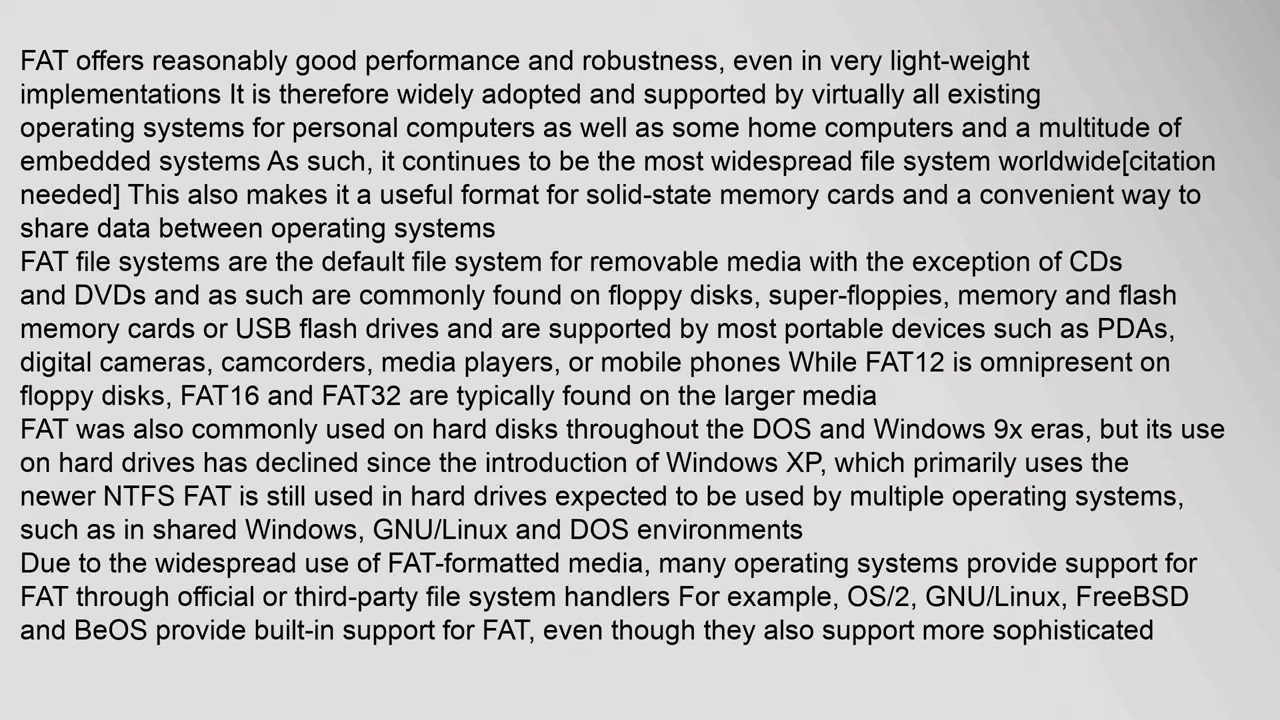 FAT offers reasonably good performance and robustness, even in very light-weight
implementations It is therefore widely adopted and supported by virtually all existing
operating systems for personal computers as well as some home computers and a multitude of
embedded systems As such, it continues to be the most widespread file system worldwide[citation
needed] This also makes it a useful format for solid-state memory cards and a convenient way to
share data between operating systems
FAT file systems are the default file system for removable media with the exception of CDs
and DVDs and as such are commonly found on floppy disks, super-floppies, memory and flash
memory cards or USB flash drives and are supported by most portable devices such as PDAs,
digital cameras, camcorders, media players, or mobile phones While FAT12 is omnipresent on
floppy disks, FAT16 and FAT32 are typically found on the larger media
FAT was also commonly used on hard disks throughout the DOS and Windows 9x eras, but its use
on hard drives has declined since the introduction of Windows XP, which primarily uses the
newer NTFS FAT is still used in hard drives expected to be used by multiple operating systems,
such as in shared Windows, GNU/Linux and DOS environments
Due to the widespread use of FAT-formatted media, many operating systems provide support for
FAT through official or third-party file system handlers For example, OS/2, GNU/Linux, FreeBSD
and BeOS provide built-in support for FAT, even though they also support more sophisticated